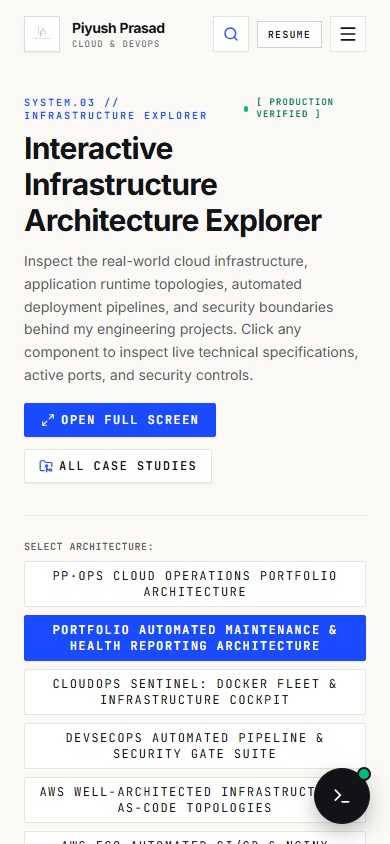 Piyush Prasad
CLOUD & DEVOPS
RESUME
SYSTEM.03 //
INFRASTRUCTURE EXPLORER
[ PRODUCTION
VERIFIED ]
Interactive
Infrastructure
Architecture Explorer
Inspect the real-world cloud infrastructure,
application runtime topologies, automated
deployment pipelines, and security boundaries
behind my engineering projects. Click any
component to inspect live technical specifications,
active ports, and security controls.
OPEN FULL SCREEN
ALL CASE STUDIES
SELECT ARCHITECTURE:
PP·OPS CLOUD OPERATIONS PORTFOLIO
ARCHITECTURE
PORTFOLIO AUTOMATED MAINTENANCE &
HEALTH REPORTING ARCHITECTURE
CLOUDOPS SENTINEL: DOCKER FLEET &
INFRASTRUCTURE COCKPIT
DEVSECOPS AUTOMATED PIPELINE &
SECURITY GATE SUITE
AWS WELL-ARCHITECTED
AS-CODE TOPOLOGIES